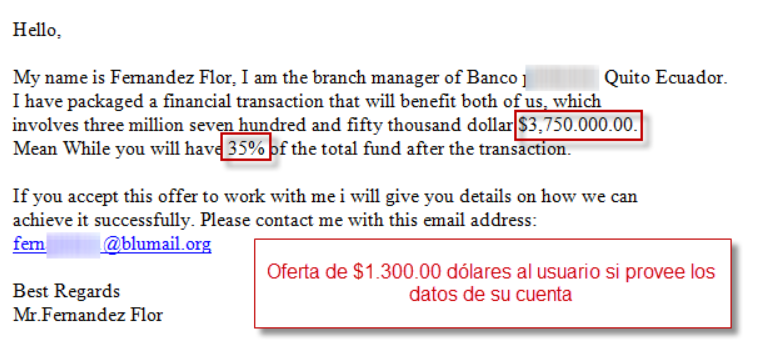 Hello,
My name is Fernandez Flor, I am the branch manager of Banco Quito Ecuador.
I have packaged a financial transaction that will benefit both of us, which
involves three million seven hundred and fifty thousand dollar $3,750.000.00.
Mean While you will have 35% of the total fund after the transaction.
If you accept this offer to work with me i will give you details on how we can
achieve it successfully. Please contact me with this email address:
fern @blumail.org
Oferta de $1.300.00 dólares al usuario si provee los
datos de su cuenta
Best Regards
Mr.Fernandez Flor